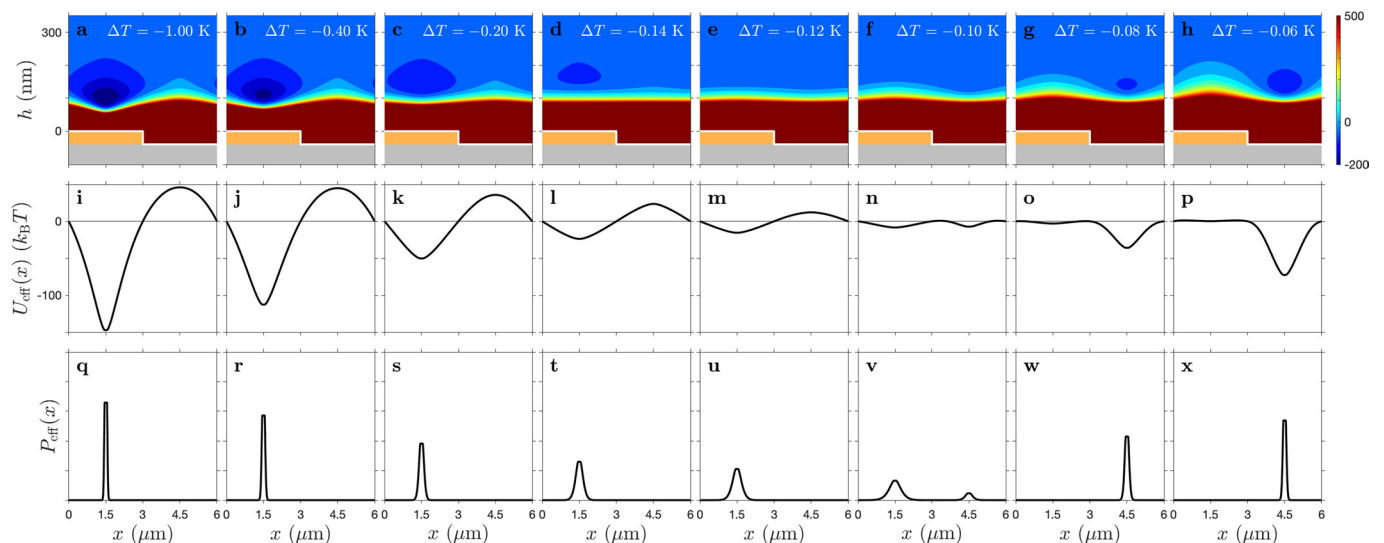 a ΔT = −1.00 K b ΔT = −0.40 K c ΔT = −0.20 K d ΔT = −0.14 K e ΔT = −0.12 K f ΔT = −0.10 K g ΔT = −0.08 K h ΔT = −0.06 K
300
0
h (nm)
500
0
-200
i j k l m n o p
0
-100
U_eff(x) (k_B T)
q r s t u v w x
P_eff(x)
0 1.5 3 4.5 6 0 1.5 3 4.5 6 0 1.5 3 4.5 6 0 1.5 3 4.5 6 0 1.5 3 4.5 6 0 1.5 3 4.5 6 0 1.5 3 4.5 6 0 1.5 3 4.5 6
x (μm) x (μm) x (μm) x (μm) x (μm) x (μm) x (μm) x (μm)